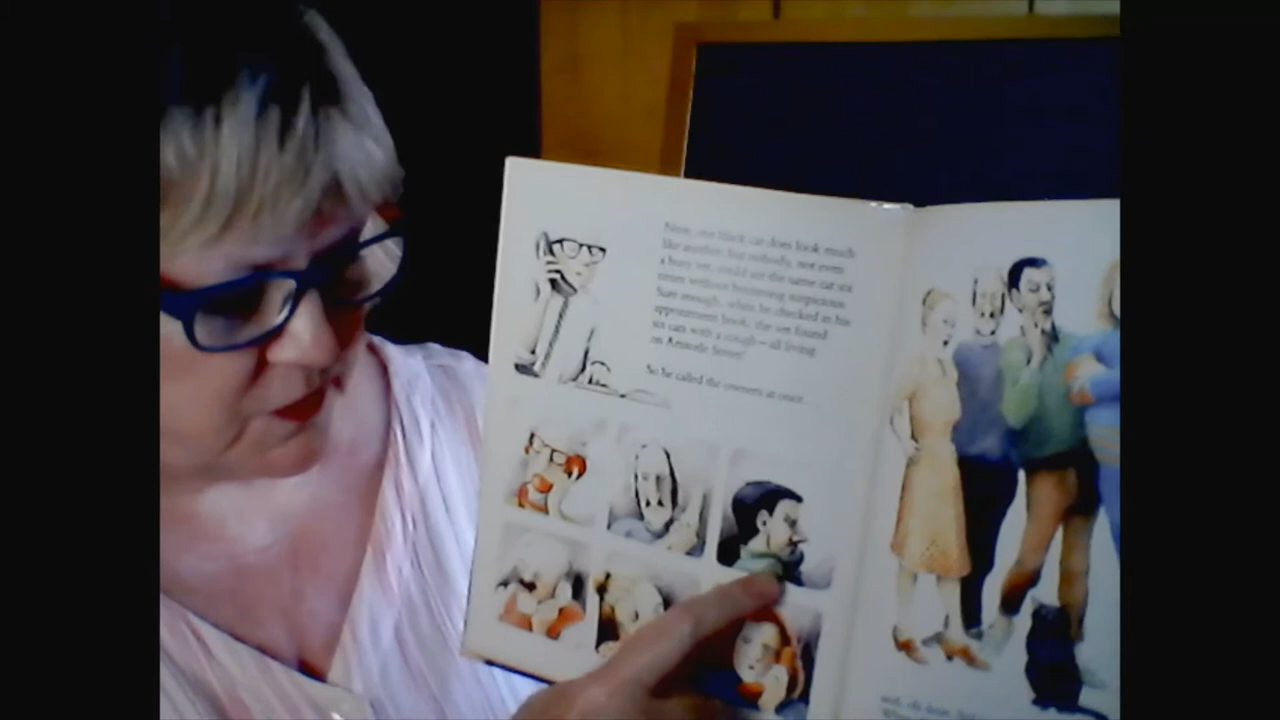 Now, one black cat does look much
like another but nobody, not even
a busy vet, could see the same cat six
times without becoming suspicious.
Sure enough, when he checked in his
appointment book, the vet found
six cats with a cough—all living
on Aristotle Street!
So he called the owners at once....